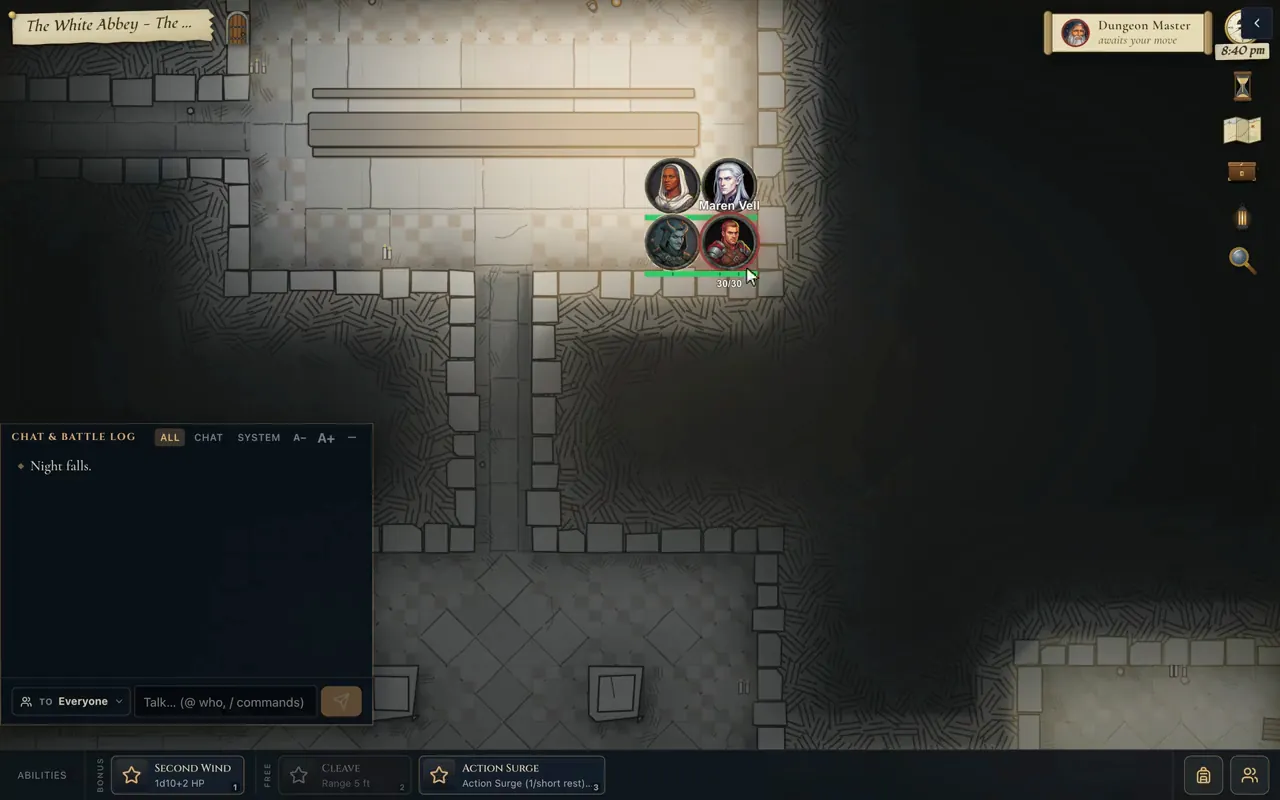 The White Abbey - The ...
Dungeon Master
awaits your move
8:40 pm
Maren Vell
30/30
CHAT & BATTLE LOG
ALL
CHAT
SYSTEM
A-
A+
Night falls.
TO Everyone
Talk... (@ who, / commands)
ABILITIES
BONUS
SECOND WIND
1d10+2 HP
1
FREE
CLEAVE
Range 5 ft
2
ACTION SURGE
Action Surge (1/short rest)..
3